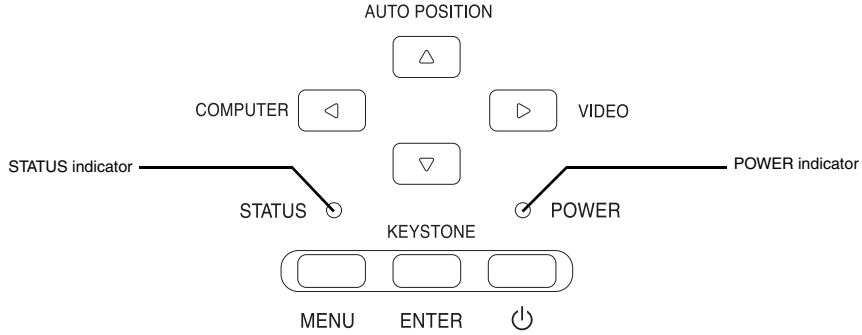 AUTO POSITION
COMPUTER
VIDEO
STATUS indicator
POWER indicator
STATUS
POWER
KEYSTONE
MENU
ENTER